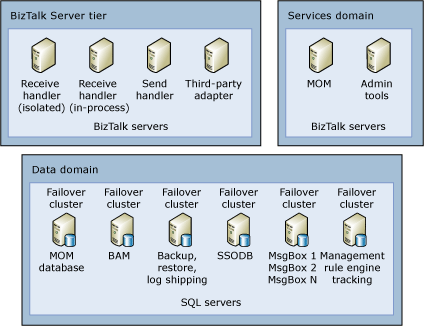 BizTalk Server tier
Receive handler (isolated)
Receive handler (in-process)
Send handler
Third-party adapter
BizTalk servers
Services domain
MOM
Admin tools
BizTalk servers
Data domain
Failover cluster
MOM database
Failover cluster
BAM
Failover cluster
Backup, restore, log shipping
Failover cluster
SSODB
Failover cluster
MsgBox 1
MsgBox 2
MsgBox N
Failover cluster
Management rule engine tracking
SQL servers